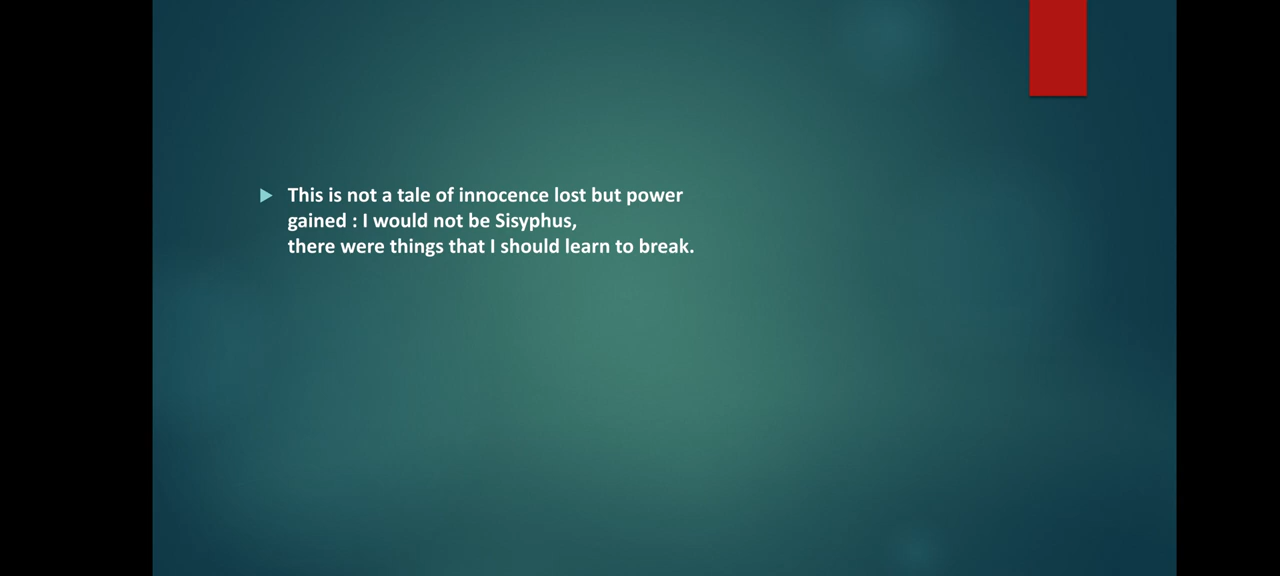 This is not a tale of innocence lost but power
gained : I would not be Sisyphus,
there were things that I should learn to break.